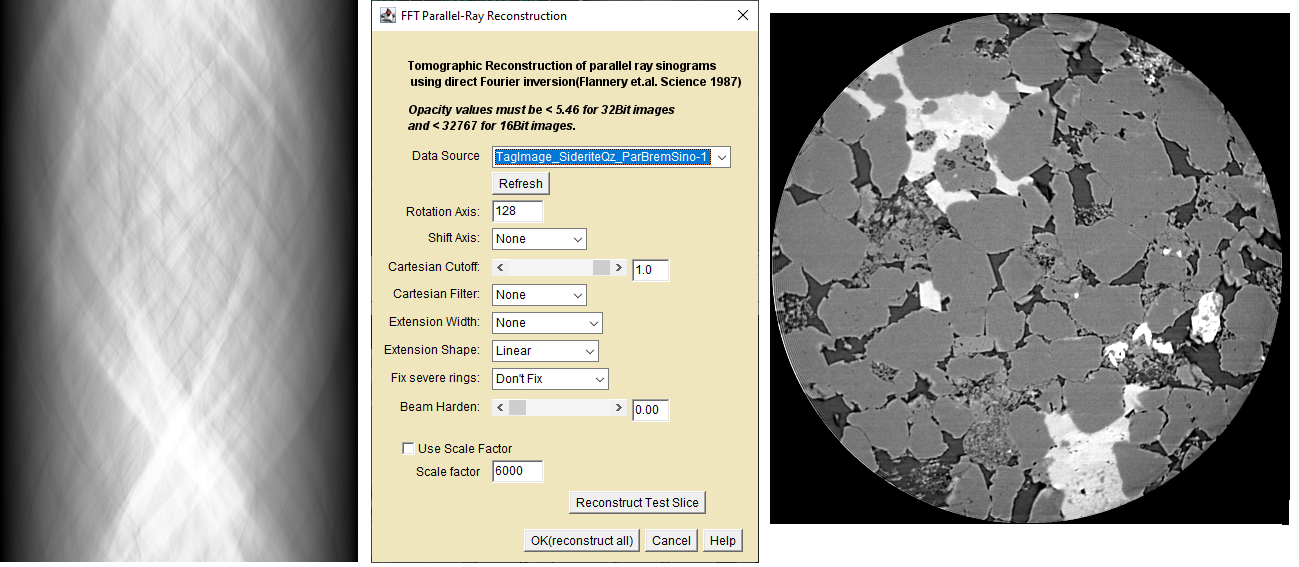 FFT Parallel-Ray Reconstruction
Tomographic Reconstruction of parallel ray sinograms
using direct Fourier inversion(Flannery et.al. Science 1987)
Opacity values must be < 5.46 for 32Bit images
and < 32767 for 16Bit images.
Data Source TagImage_SideriteQz_ParBremSino-1
Refresh
Rotation Axis: 128
Shift Axis: None
Cartesian Cutoff: 1.0
Cartesian Filter: None
Extension Width: None
Extension Shape: Linear
Fix severe rings: Don't Fix
Beam Harden: 0.00
Use Scale Factor
Scale factor 6000
Reconstruct Test Slice
OK(reconstruct all) Cancel Help